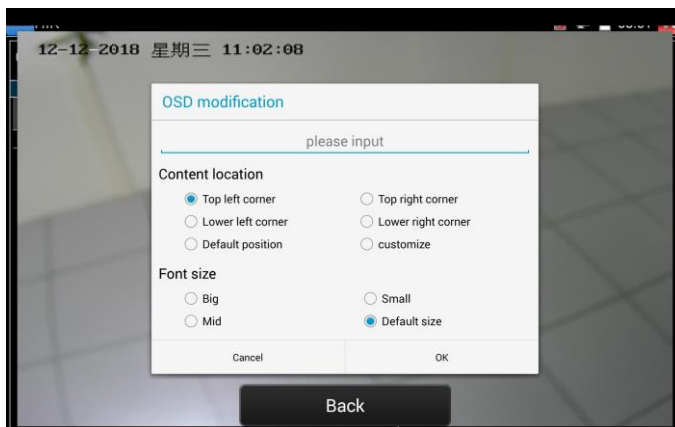 12-12-2018 星期三 11:02:08
OSD modification
please input
Content location
Top left corner
Top right corner
Lower left corner
Lower right corner
Default position
customize
Font size
Big
Small
Mid
Default size
Cancel
OK
Back